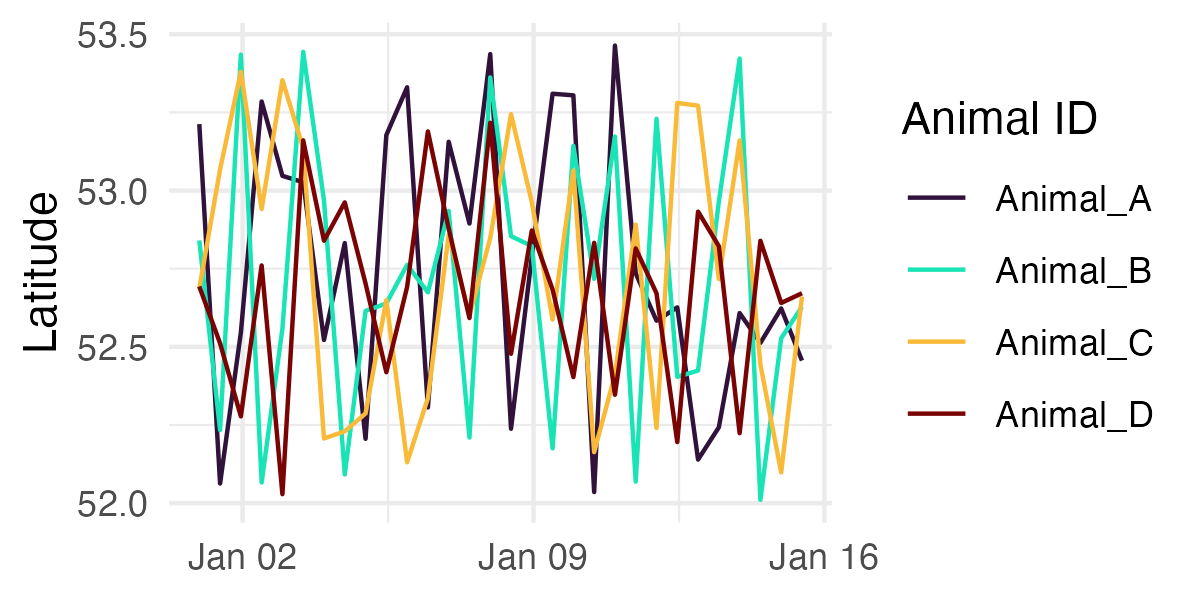 Latitude
53.5
53.0
52.5
52.0
Jan 02
Jan 09
Jan 16
Animal ID
Animal_A
Animal_B
Animal_C
Animal_D